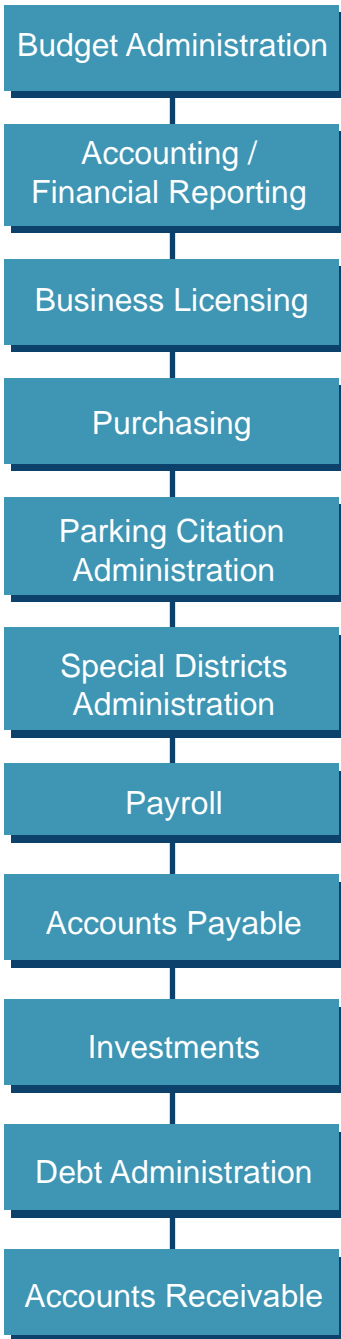 Budget Administration
Accounting /
Financial Reporting
Business Licensing
Purchasing
Parking Citation
Administration
Special Districts
Administration
Payroll
Accounts Payable
Investments
Debt Administration
Accounts Receivable